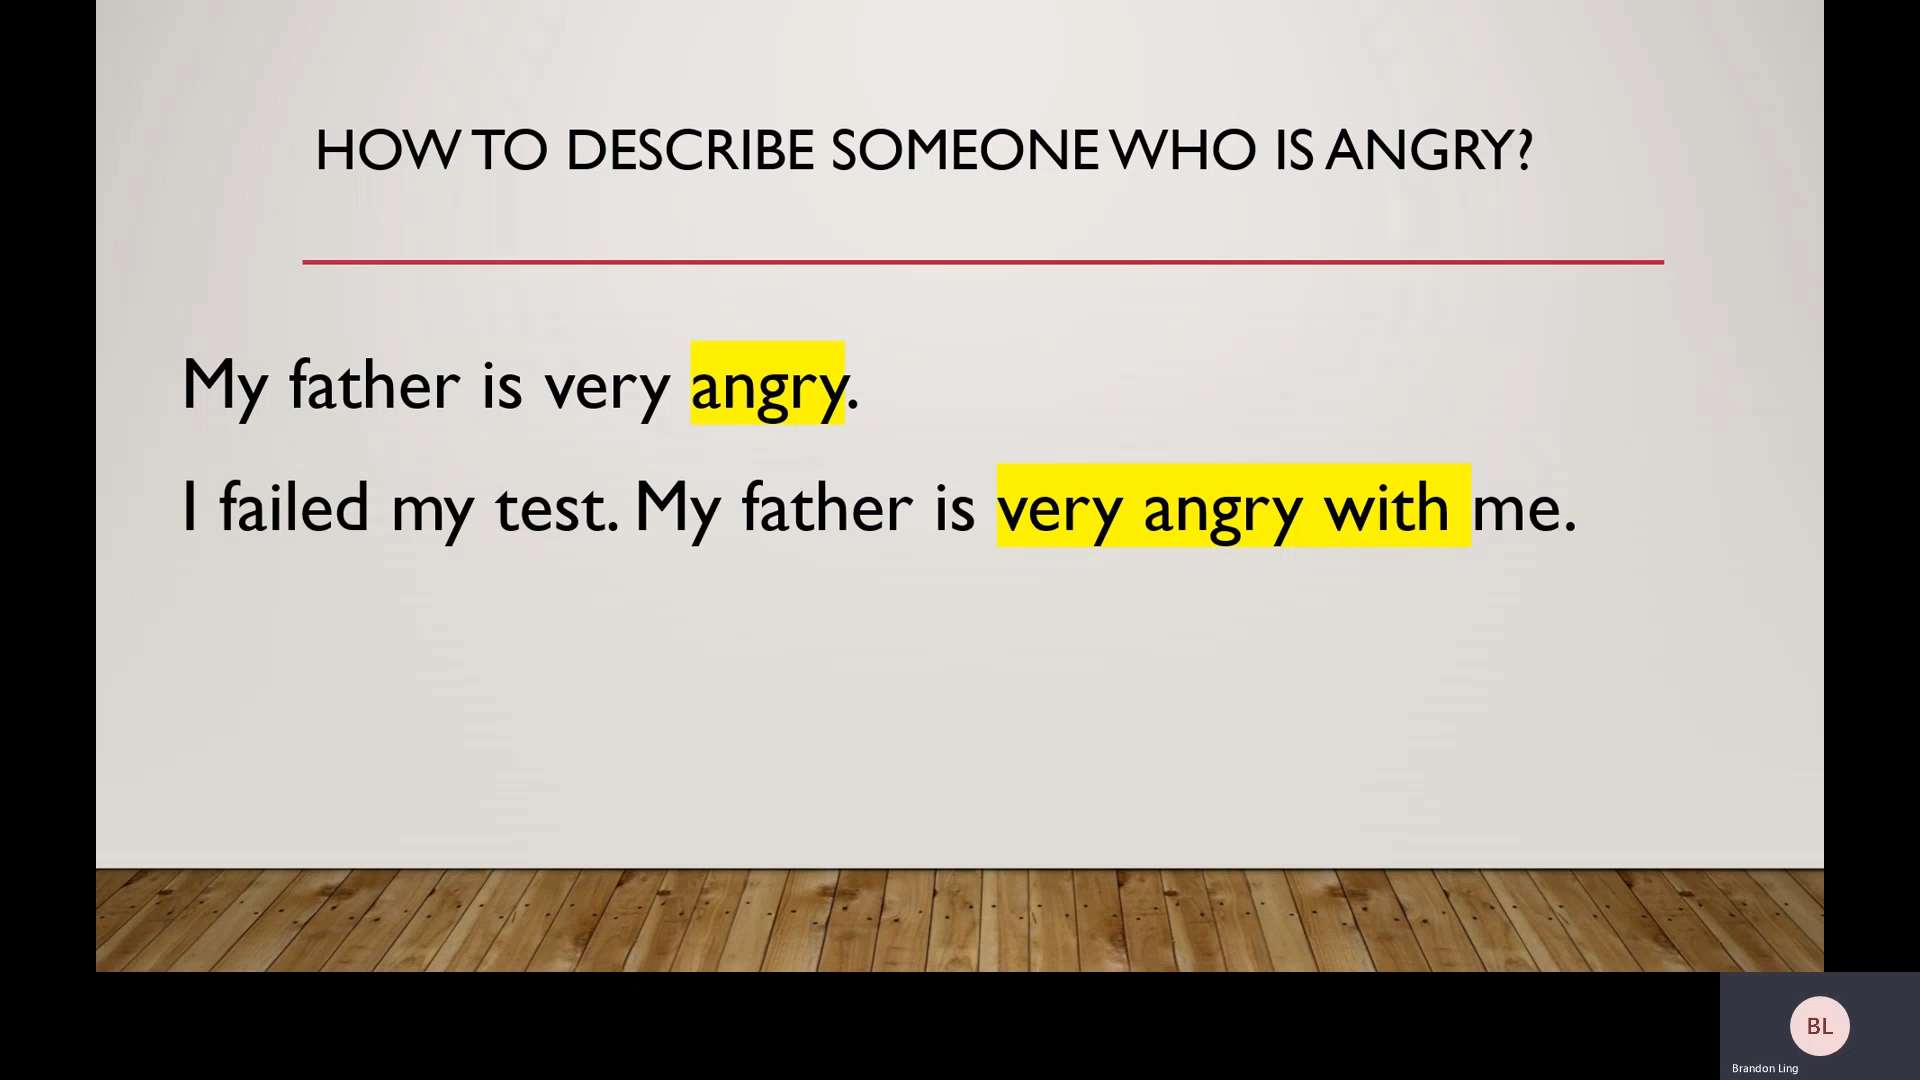 HOW TO DESCRIBE SOMEONE WHO IS ANGRY?
My father is very angry.
I failed my test. My father is very angry with me.
BL
Brandon Ling